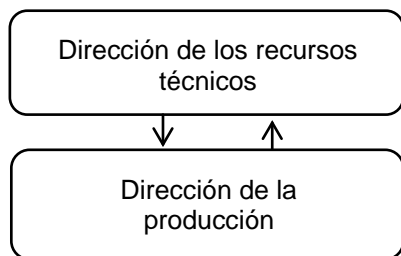 Dirección de los recursos
técnicos
Dirección de la
producción